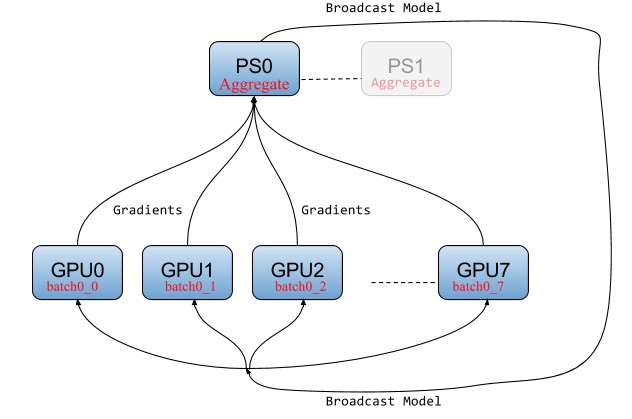 Broadcast Model
PS0
Aggregate
PS1
Aggregate
Gradients
Gradients
GPU0
batch0_0
GPU1
batch0_1
GPU2
batch0_2
GPU7
batch0_7
Broadcast Model